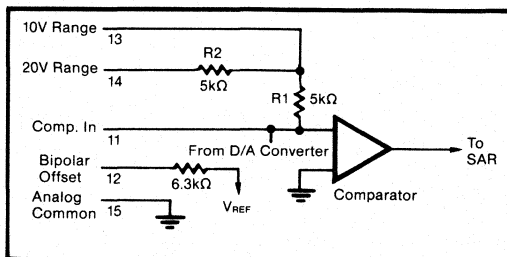 10V Range
13
R2
20V Range
14
5kΩ
R1
5kΩ
Comp. In
11
From D/A Converter
To
SAR
Bipolar
Offset
12
6.3kΩ
VREF
Comparator
Analog
Common
15